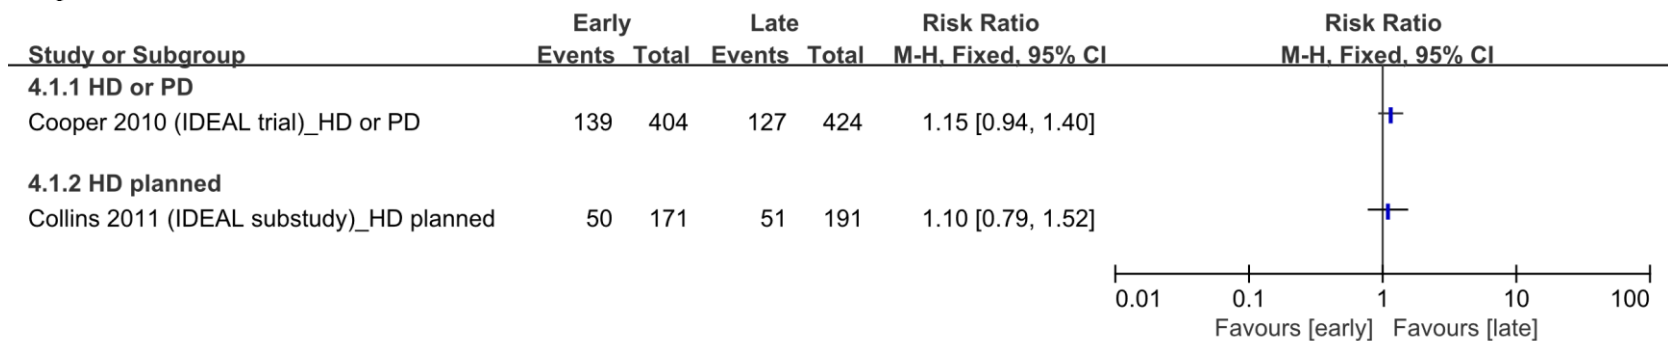 Early Late Risk Ratio Risk Ratio
Study or Subgroup Events Total Events Total M-H, Fixed, 95% CI M-H, Fixed, 95% CI
4.1.1 HD or PD
Cooper 2010 (IDEAL trial)_HD or PD 139 404 127 424 1.15 [0.94, 1.40]
4.1.2 HD planned
Collins 2011 (IDEAL substudy)_HD planned 50 171 51 191 1.10 [0.79, 1.52]
0.01 0.1 1 10 100
Favours [early] Favours [late]